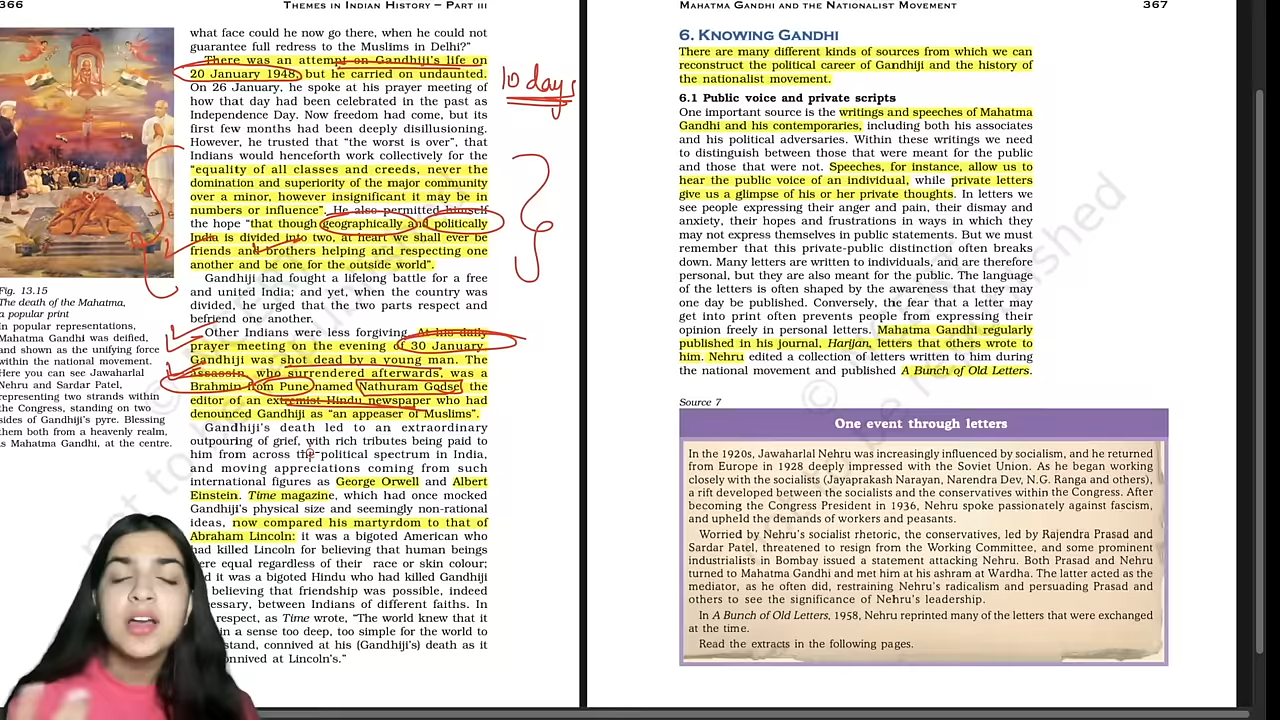 366
THEMES IN INDIAN HISTORY – PART III
what face could he now go there, when he could not
guarantee full redress to the Muslims in Delhi?"
There was an attempt on Gandhiji's life on
20 January 1948, but he carried on undaunted.
On 26 January, he spoke at his prayer meeting of
how that day had been celebrated in the past as
Independence Day. Now freedom had come, but its
first few months had been deeply disillusioning.
However, he trusted that "the worst is over", that
Indians would henceforth work collectively for the
"equality of all classes and creeds, never the
domination and superiority of the major community
over a minor, however insignificant it may be in
numbers or influence". He also permitted himself
the hope "that though geographically and politically
India is divided into two, at heart we shall ever be
friends and brothers helping and respecting one
another and be one for the outside world".
Gandhiji had fought a lifelong battle for a free
and united India; and yet, when the country was
divided, he urged that the two parts respect and
befriend one another.
Other Indians were less forgiving. At his daily
prayer meeting on the evening of 30 January
Gandhiji was shot dead by a young man. The
assassin, who surrendered afterwards, was a
Brahmin from Pune named Nathuram Godse, the
editor of an extremist Hindu newspaper who had
denounced Gandhiji as "an appeaser of Muslims".
Gandhiji's death led to an extraordinary
outpouring of grief, with rich tributes being paid to
him from across the political spectrum in India,
and moving appreciations coming from such
international figures as George Orwell and Albert
Einstein. Time magazine, which had once mocked
Gandhiji's physical size and seemingly non-rational
ideas, now compared his martyrdom to that of
Abraham Lincoln: it was a bigoted American who
had killed Lincoln for believing that human beings
were equal regardless of their race or skin colour;
it was a bigoted Hindu who had killed Gandhiji
believing that friendship was possible, indeed
between Indians of different faiths. In
respect, as Time wrote, "The world knew that it
in a sense too deep, too simple for the world to
connived at his (Gandhiji's) death as it
connived at Lincoln's."
10 days
Fig. 13.15
The death of the Mahatma,
a popular print
In popular representations,
Mahatma Gandhi was deified,
and shown as the unifying force
within the national movement.
Here you can see Jawaharlal
Nehru and Sardar Patel,
representing two strands within
the Congress, standing on two
sides of Gandhiji's pyre. Blessing
them both from a heavenly realm,
is Mahatma Gandhi, at the centre.
MAHATMA GANDHI AND THE NATIONALIST MOVEMENT
367
6. KNOWING GANDHI
There are many different kinds of sources from which we can
reconstruct the political career of Gandhiji and the history of
the nationalist movement.
6.1 Public voice and private scripts
One important source is the writings and speeches of Mahatma
Gandhi and his contemporaries, including both his associates
and his political adversaries. Within these writings we need
to distinguish between those that were meant for the public
and those that were not. Speeches, for instance, allow us to
hear the public voice of an individual, while private letters
give us a glimpse of his or her private thoughts. In letters we
see people expressing their anger and pain, their dismay and
anxiety, their hopes and frustrations in ways in which they
may not express themselves in public statements. But we must
remember that this private-public distinction often breaks
down. Many letters are written to individuals, and are therefore
personal, but they are also meant for the public. The language
of the letters is often shaped by the awareness that they may
one day be published. Conversely, the fear that a letter may
get into print often prevents people from expressing their
opinion freely in personal letters. Mahatma Gandhi regularly
published in his journal, Harijan, letters that others wrote to
him. Nehru edited a collection of letters written to him during
the national movement and published A Bunch of Old Letters.
Source 7
One event through letters
In the 1920s, Jawaharlal Nehru was increasingly influenced by socialism, and he returned
from Europe in 1928 deeply impressed with the Soviet Union. As he began working
closely with the socialists (Jayaprakash Narayan, Narendra Dev, N.G. Ranga and others),
a rift developed between the socialists and the conservatives within the Congress. After
becoming the Congress President in 1936, Nehru spoke passionately against fascism,
and upheld the demands of workers and peasants.
Worried by Nehru's socialist rhetoric, the conservatives, led by Rajendra Prasad and
Sardar Patel, threatened to resign from the Working Committee, and some prominent
industrialists in Bombay issued a statement attacking Nehru. Both Prasad and Nehru
turned to Mahatma Gandhi and met him at his ashram at Wardha. The latter acted as the
mediator, as he often did, restraining Nehru's radicalism and persuading Prasad and
others to see the significance of Nehru's leadership.
In A Bunch of Old Letters, 1958, Nehru reprinted many of the letters that were exchanged
at the time.
Read the extracts in the following pages.